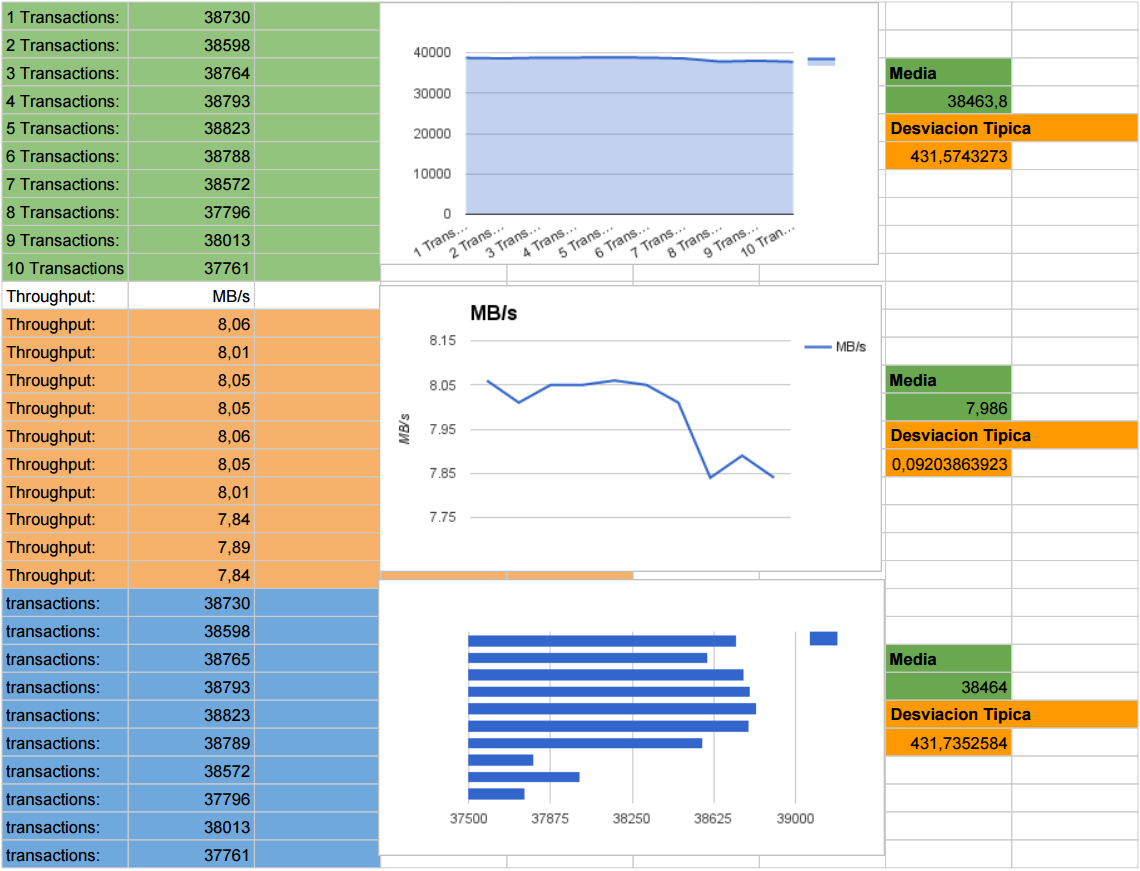 1 Transactions: 38730
2 Transactions: 38598
3 Transactions: 38764
4 Transactions: 38793
5 Transactions: 38823
6 Transactions: 38788
7 Transactions: 38572
8 Transactions: 37796
9 Transactions: 38013
10 Transactions 37761
40000
30000
20000
10000
0
1 Trans...
2 Trans...
3 Trans...
4 Trans...
5 Trans...
6 Trans...
7 Trans...
8 Trans...
9 Trans...
10 Tran...
Media
38463,8
Desviacion Tipica
431,5743273
Throughput: MB/s
Throughput: 8,06
Throughput: 8,01
Throughput: 8,05
Throughput: 8,05
Throughput: 8,06
Throughput: 8,05
Throughput: 8,01
Throughput: 7,84
Throughput: 7,89
Throughput: 7,84
MB/s
MB/s
8.15
8.05
7.95
7.85
7.75
MB/s
Media
7,986
Desviacion Tipica
0,09203863923
transactions: 38730
transactions: 38598
transactions: 38765
transactions: 38793
transactions: 38823
transactions: 38789
transactions: 38572
transactions: 37796
transactions: 38013
transactions: 37761
37500 37875 38250 38625 39000
Media
38464
Desviacion Tipica
431,7352584